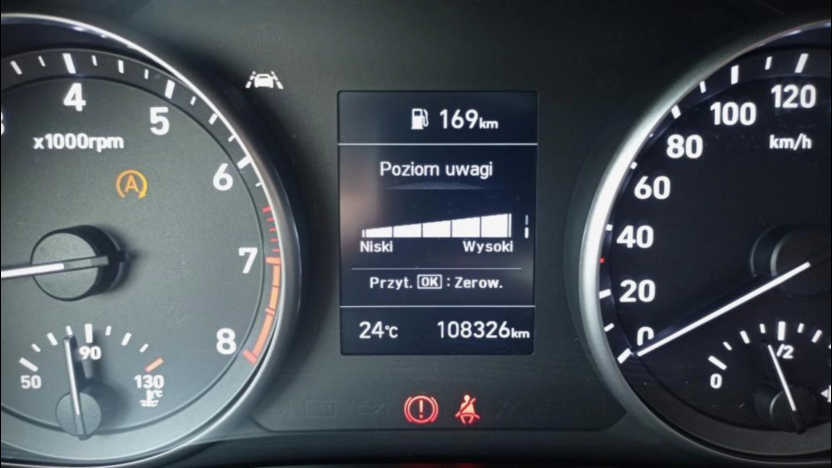 4
5
6
7
8
x1000rpm
A
50
90
130
°C
169km
Poziom uwagi
Niski Wysoki
Przyt. OK : Zerow.
24°C 108326km
120
100
80
60
40
20
0
km/h
0
/2